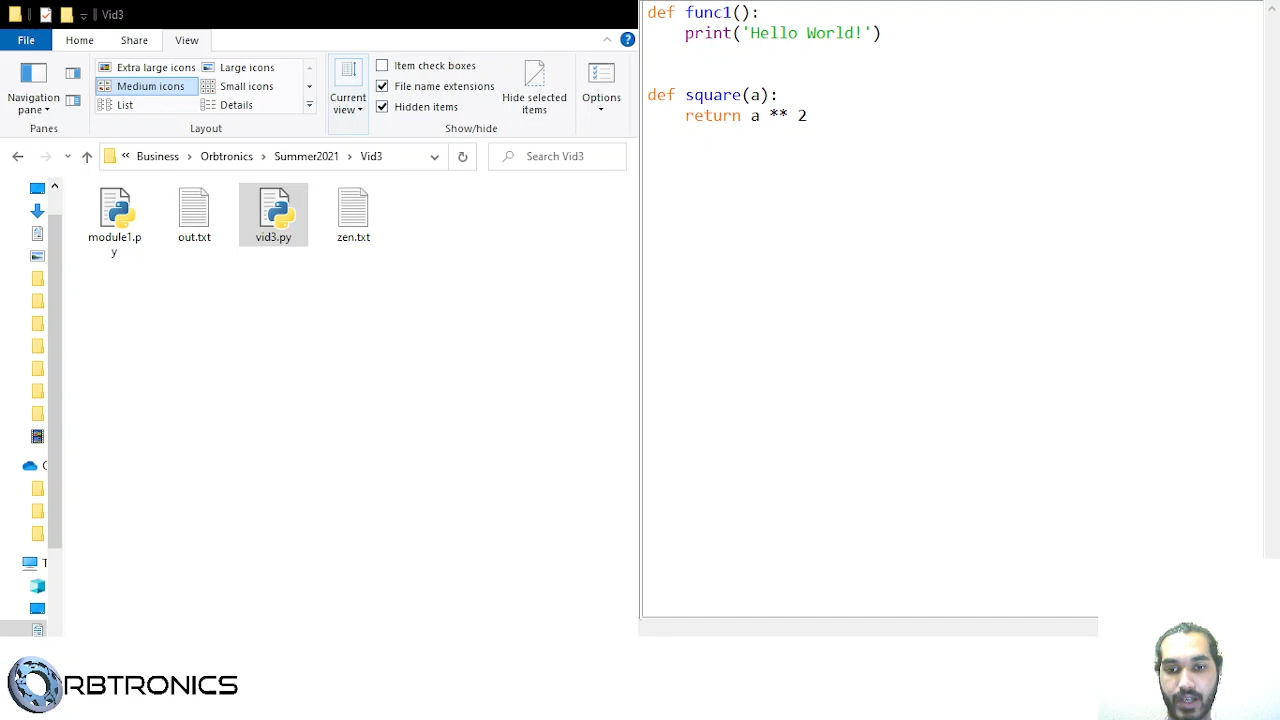 Vid3
File
Home
Share
View
Navigation
pane
Extra large icons
Large icons
Medium icons
Small icons
List
Details
Current
view
Item check boxes
File name extensions
Hidden items
Hide selected
items
Options
Panes
Layout
Show/hide
« Business > Orbtronics > Summer2021 > Vid3
Search Vid3
module1.p
y
out.txt
vid3.py
zen.txt
def func1():
    print('Hello World!')
def square(a):
    return a ** 2
ORBTRONICS